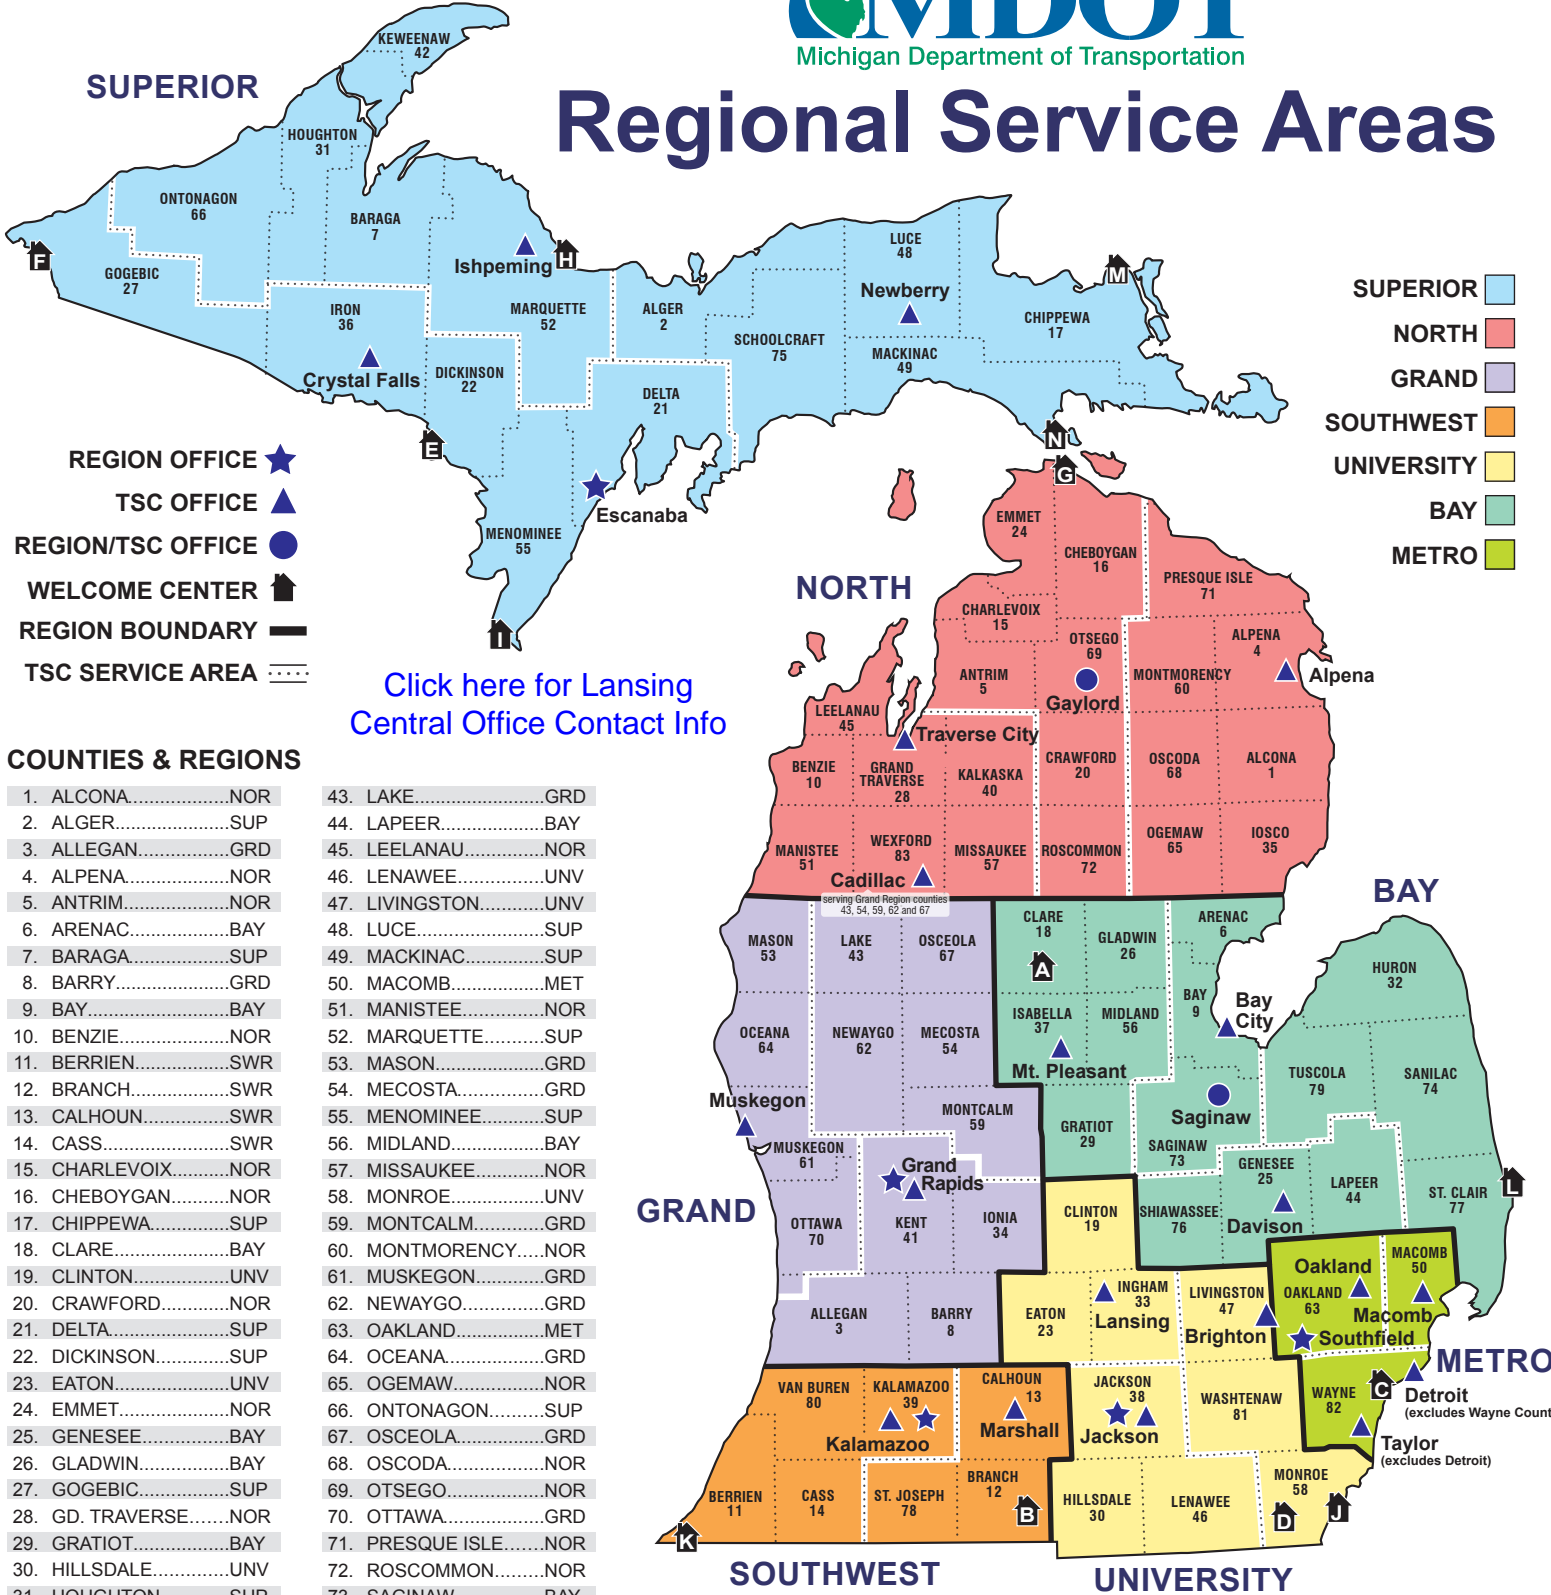 MDOT
Michigan Department of Transportation
Regional Service Areas
SUPERIOR
KEWEENAW
42
HOUGHTON
31
ONTONAGON
66
BARAGA
7
GOGEBIC
27
F
Ishpeming
H
IRON
36
MARQUETTE
52
Crystal Falls
DICKINSON
22
E
ALGER
2
SCHOOLCRAFT
75
DELTA
21
LUCE
48
Newberry
MACKINAC
49
CHIPPEWA
17
M
N
Escanaba
MENOMINEE
55
I
SUPERIOR
NORTH
GRAND
SOUTHWEST
UNIVERSITY
BAY
METRO
REGION OFFICE
TSC OFFICE
REGION/TSC OFFICE
WELCOME CENTER
REGION BOUNDARY
TSC SERVICE AREA
Click here for Lansing
Central Office Contact Info
COUNTIES & REGIONS
1. ALCONA...................NOR
2. ALGER......................SUP
3. ALLEGAN.................GRD
4. ALPENA....................NOR
5. ANTRIM....................NOR
6. ARENAC...................BAY
7. BARAGA...................SUP
8. BARRY.....................GRD
9. BAY...........................BAY
10. BENZIE.....................NOR
11. BERRIEN..................SWR
12. BRANCH...................SWR
13. CALHOUN................SWR
14. CASS........................SWR
15. CHARLEVOIX...........NOR
16. CHEBOYGAN...........NOR
17. CHIPPEWA...............SUP
18. CLARE......................BAY
19. CLINTON..................UNV
20. CRAWFORD.............NOR
21. DELTA.......................SUP
22. DICKINSON..............SUP
23. EATON......................UNV
24. EMMET.....................NOR
25. GENESEE.................BAY
26. GLADWIN.................BAY
27. GOGEBIC.................SUP
28. GD. TRAVERSE.......NOR
29. GRATIOT..................BAY
30. HILLSDALE..............UNV
31. HOUGHTON.............SUP
43. LAKE........................GRD
44. LAPEER....................BAY
45. LEELANAU...............NOR
46. LENAWEE................UNV
47. LIVINGSTON............UNV
48. LUCE........................SUP
49. MACKINAC...............SUP
50. MACOMB..................MET
51. MANISTEE................NOR
52. MARQUETTE...........SUP
53. MASON.....................GRD
54. MECOSTA................GRD
55. MENOMINEE............SUP
56. MIDLAND..................BAY
57. MISSAUKEE.............NOR
58. MONROE..................UNV
59. MONTCALM..............GRD
60. MONTMORENCY.....NOR
61. MUSKEGON.............GRD
62. NEWAYGO................GRD
63. OAKLAND.................MET
64. OCEANA...................GRD
65. OGEMAW..................NOR
66. ONTONAGON...........SUP
67. OSCEOLA.................GRD
68. OSCODA...................NOR
69. OTSEGO...................NOR
70. OTTAWA....................GRD
71. PRESQUE ISLE.......NOR
72. ROSCOMMON.........NOR
73. SAGINAW.................BAY
NORTH
G
EMMET
24
CHEBOYGAN
16
PRESQUE ISLE
71
CHARLEVOIX
15
OTSEGO
69
ALPENA
4
Alpena
ANTRIM
5
Gaylord
MONTMORENCY
60
LEELANAU
45
Traverse City
BENZIE
10
GRAND
TRAVERSE
28
KALKASKA
40
CRAWFORD
20
OSCODA
68
ALCONA
1
MANISTEE
51
WEXFORD
83
Cadillac
serving Grand Region counties
43, 54, 59, 62 and 67
MISSAUKEE
57
ROSCOMMON
72
OGEMAW
65
IOSCO
35
BAY
MASON
53
LAKE
43
OSCEOLA
67
CLARE
18
A
GLADWIN
26
ARENAC
6
HURON
32
OCEANA
64
NEWAYGO
62
MECOSTA
54
ISABELLA
37
Mt. Pleasant
MIDLAND
56
BAY
9
Bay
City
TUSCOLA
79
SANILAC
74
Muskegon
MUSKEGON
61
MONTCALM
59
GRATIOT
29
Saginaw
SAGINAW
73
GRAND
Grand
Rapids
OTTAWA
70
KENT
41
IONIA
34
CLINTON
19
SHIAWASSEE
76
GENESEE
25
Davison
LAPEER
44
ST. CLAIR
77
L
ALLEGAN
3
BARRY
8
EATON
23
INGHAM
33
Lansing
LIVINGSTON
47
Brighton
Oakland
OAKLAND
63
Southfield
MACOMB
50
Macomb
METRO
VAN BUREN
80
KALAMAZOO
39
Kalamazoo
CALHOUN
13
Marshall
JACKSON
38
Jackson
WASHTENAW
81
WAYNE
82
C
Detroit
(excludes Wayne Count
Taylor
(excludes Detroit)
BERRIEN
11
CASS
14
ST. JOSEPH
78
BRANCH
12
B
HILLSDALE
30
LENAWEE
46
MONROE
58
D
J
K
SOUTHWEST
UNIVERSITY